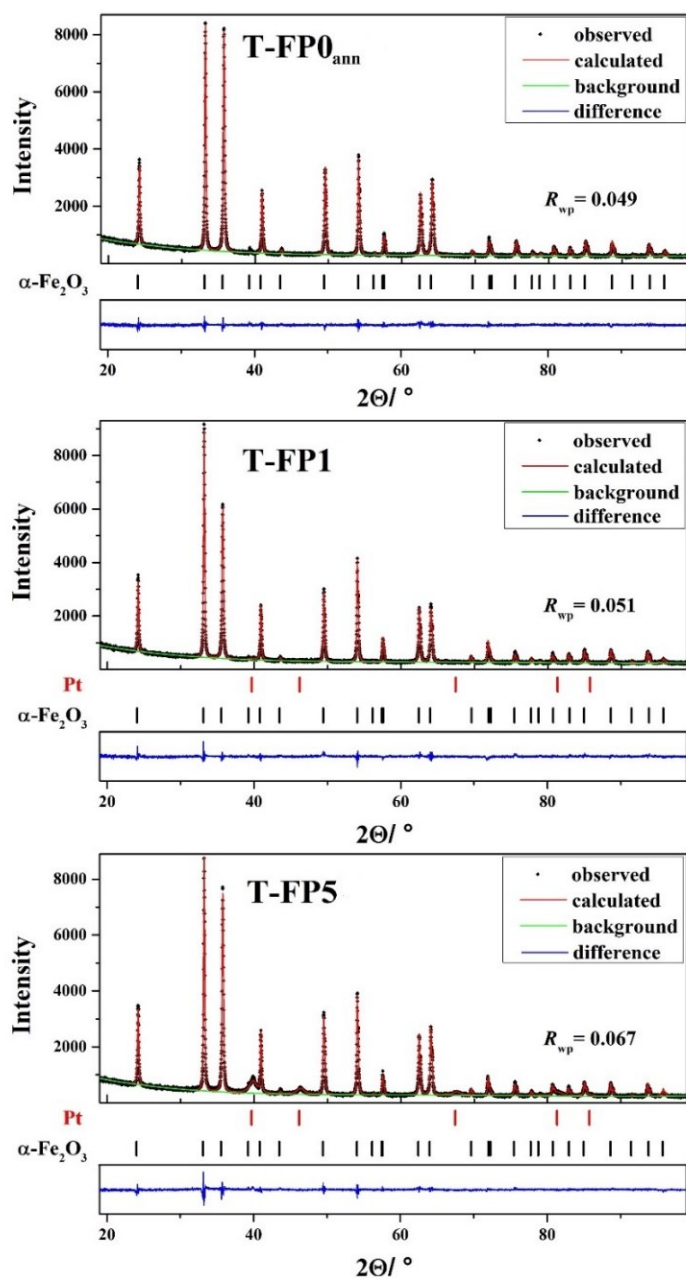 T-FP0ann
observed
calculated
background
difference
Rwp= 0.049
Intensity
8000
6000
4000
2000
α-Fe2O3
20 40 60 80
2Θ/ °
T-FP1
observed
calculated
background
difference
Rwp= 0.051
Intensity
8000
6000
4000
2000
Pt
α-Fe2O3
20 40 60 80
2Θ/ °
T-FP5
observed
calculated
background
difference
Rwp= 0.067
Intensity
8000
6000
4000
2000
Pt
α-Fe2O3
20 40 60 80
2Θ/ °